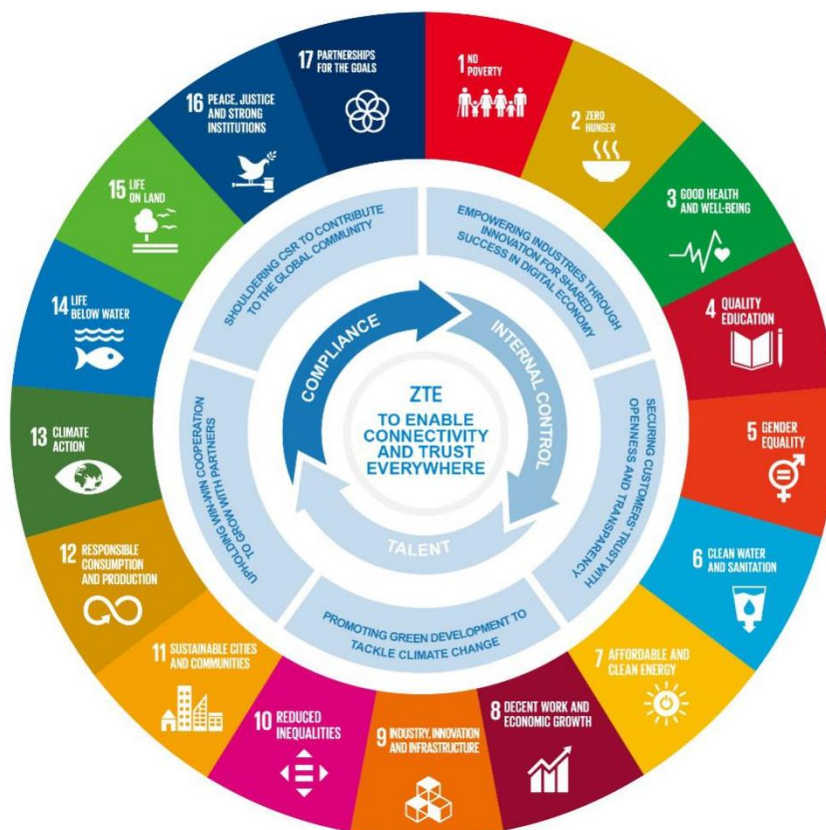 1 NO
POVERTY
2 ZERO
HUNGER
3 GOOD HEALTH
AND WELL-BEING
4 QUALITY
EDUCATION
5 GENDER
EQUALITY
6 CLEAN WATER
AND SANITATION
7 AFFORDABLE AND
CLEAN ENERGY
8 DECENT WORK AND
ECONOMIC GROWTH
9 INDUSTRY, INNOVATION
AND INFRASTRUCTURE
10 REDUCED
INEQUALITIES
11 SUSTAINABLE CITIES
AND COMMUNITIES
12 RESPONSIBLE
CONSUMPTION
AND PRODUCTION
13 CLIMATE
ACTION
14 LIFE
BELOW WATER
15 LIFE
ON LAND
16 PEACE, JUSTICE
AND STRONG
INSTITUTIONS
17 PARTNERSHIPS
FOR THE GOALS
EMPOWERING INDUSTRIES THROUGH
INNOVATION FOR SHARED
SUCCESS IN DIGITAL ECONOMY
SECURING CUSTOMERS' TRUST WITH
OPENNESS AND TRANSPARENCY
PROMOTING GREEN DEVELOPMENT TO
TACKLE CLIMATE CHANGE
UPHOLDING WIN-WIN COOPERATION
TO GROW WITH PARTNERS
SHOULDERING CSR TO CONTRIBUTE
TO THE GLOBAL COMMUNITY
COMPLIANCE
INTERNAL CONTROL
TALENT
ZTE
TO ENABLE
CONNECTIVITY
AND TRUST
EVERYWHERE